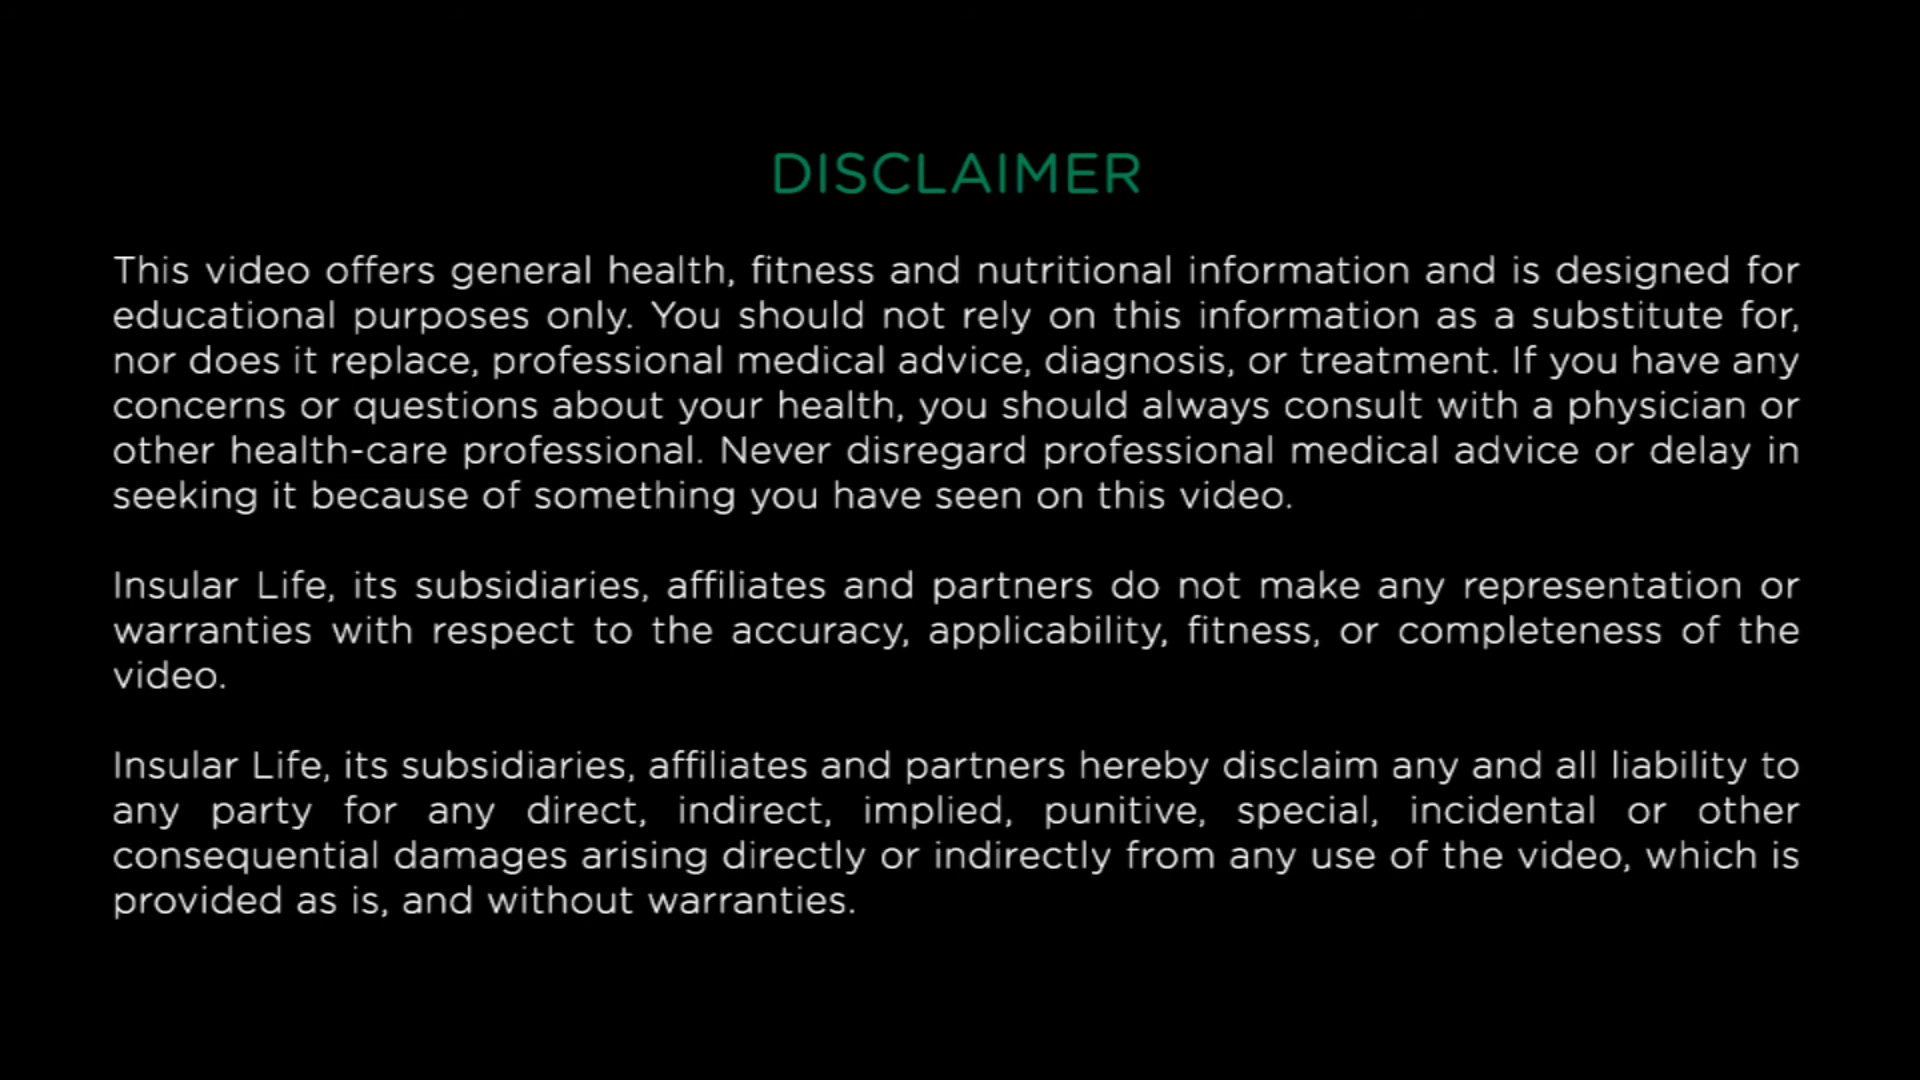 DISCLAIMER
This video offers general health, fitness and nutritional information and is designed for
educational purposes only. You should not rely on this information as a substitute for,
nor does it replace, professional medical advice, diagnosis, or treatment. If you have any
concerns or questions about your health, you should always consult with a physician or
other health-care professional. Never disregard professional medical advice or delay in
seeking it because of something you have seen on this video.
Insular Life, its subsidiaries, affiliates and partners do not make any representation or
warranties with respect to the accuracy, applicability, fitness, or completeness of the
video.
Insular Life, its subsidiaries, affiliates and partners hereby disclaim any and all liability to
any party for any direct, indirect, implied, punitive, special, incidental or other
consequential damages arising directly or indirectly from any use of the video, which is
provided as is, and without warranties.